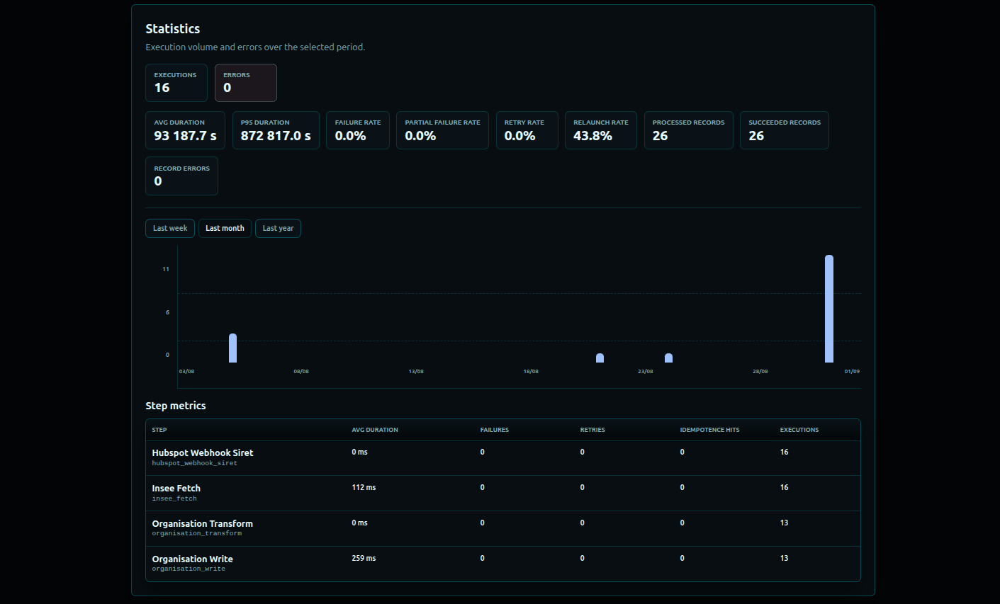 Statistics
Execution volume and errors over the selected period.
EXECUTIONS
16
ERRORS
0
AVG DURATION
93 187.7 s
P95 DURATION
872 817.0 s
FAILURE RATE
0.0%
PARTIAL FAILURE RATE
0.0%
RETRY RATE
0.0%
RELAUNCH RATE
43.8%
PROCESSED RECORDS
26
SUCCEEDED RECORDS
26
RECORD ERRORS
0
Last week
Last month
Last year
11
6
0
03/08 08/08 13/08 18/08 23/08 28/08 01/09
Step metrics
STEP AVG DURATION FAILURES RETRIES IDEMPOTENCE HITS EXECUTIONS
Hubspot Webhook Siret 0 ms 0 0 0 16
hubspot_webhook_siret
Insee Fetch 112 ms 0 0 0 16
insee_fetch
Organisation Transform 0 ms 0 0 0 13
organisation_transform
Organisation Write 259 ms 0 0 0 13
organisation_write